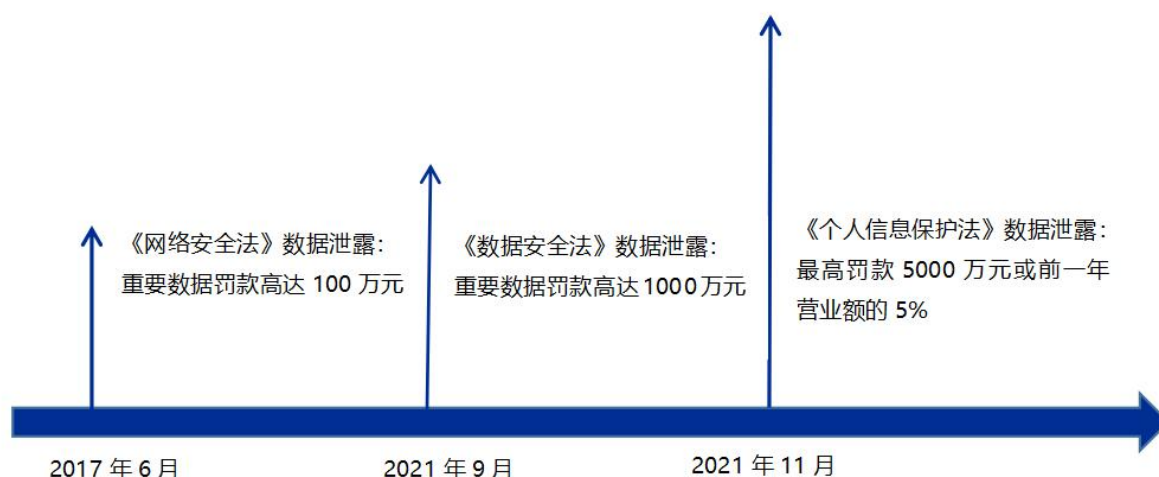 《网络安全法》数据泄露：
重要数据罚款高达 100 万元
《数据安全法》数据泄露：
重要数据罚款高达1000万元
《个人信息保护法》数据泄露：
最高罚款 5000 万元或前一年
营业额的 5%
2017 年 6 月
2021 年 9 月
2021 年 11 月